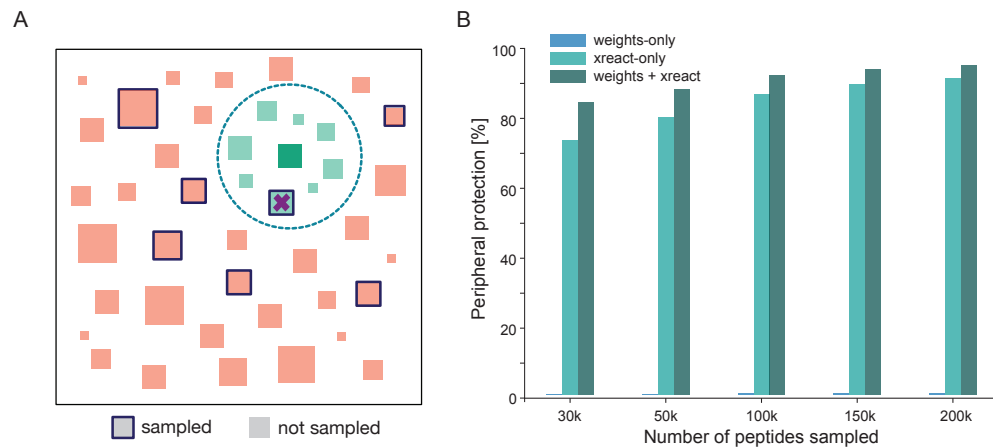 A
sampled
not sampled
B
weights-only
xreact-only
weights + xreact
Peripheral protection [%]
100
80
90
60
20
0
30k
50k
100k
150k
200k
Number of peptides sampled